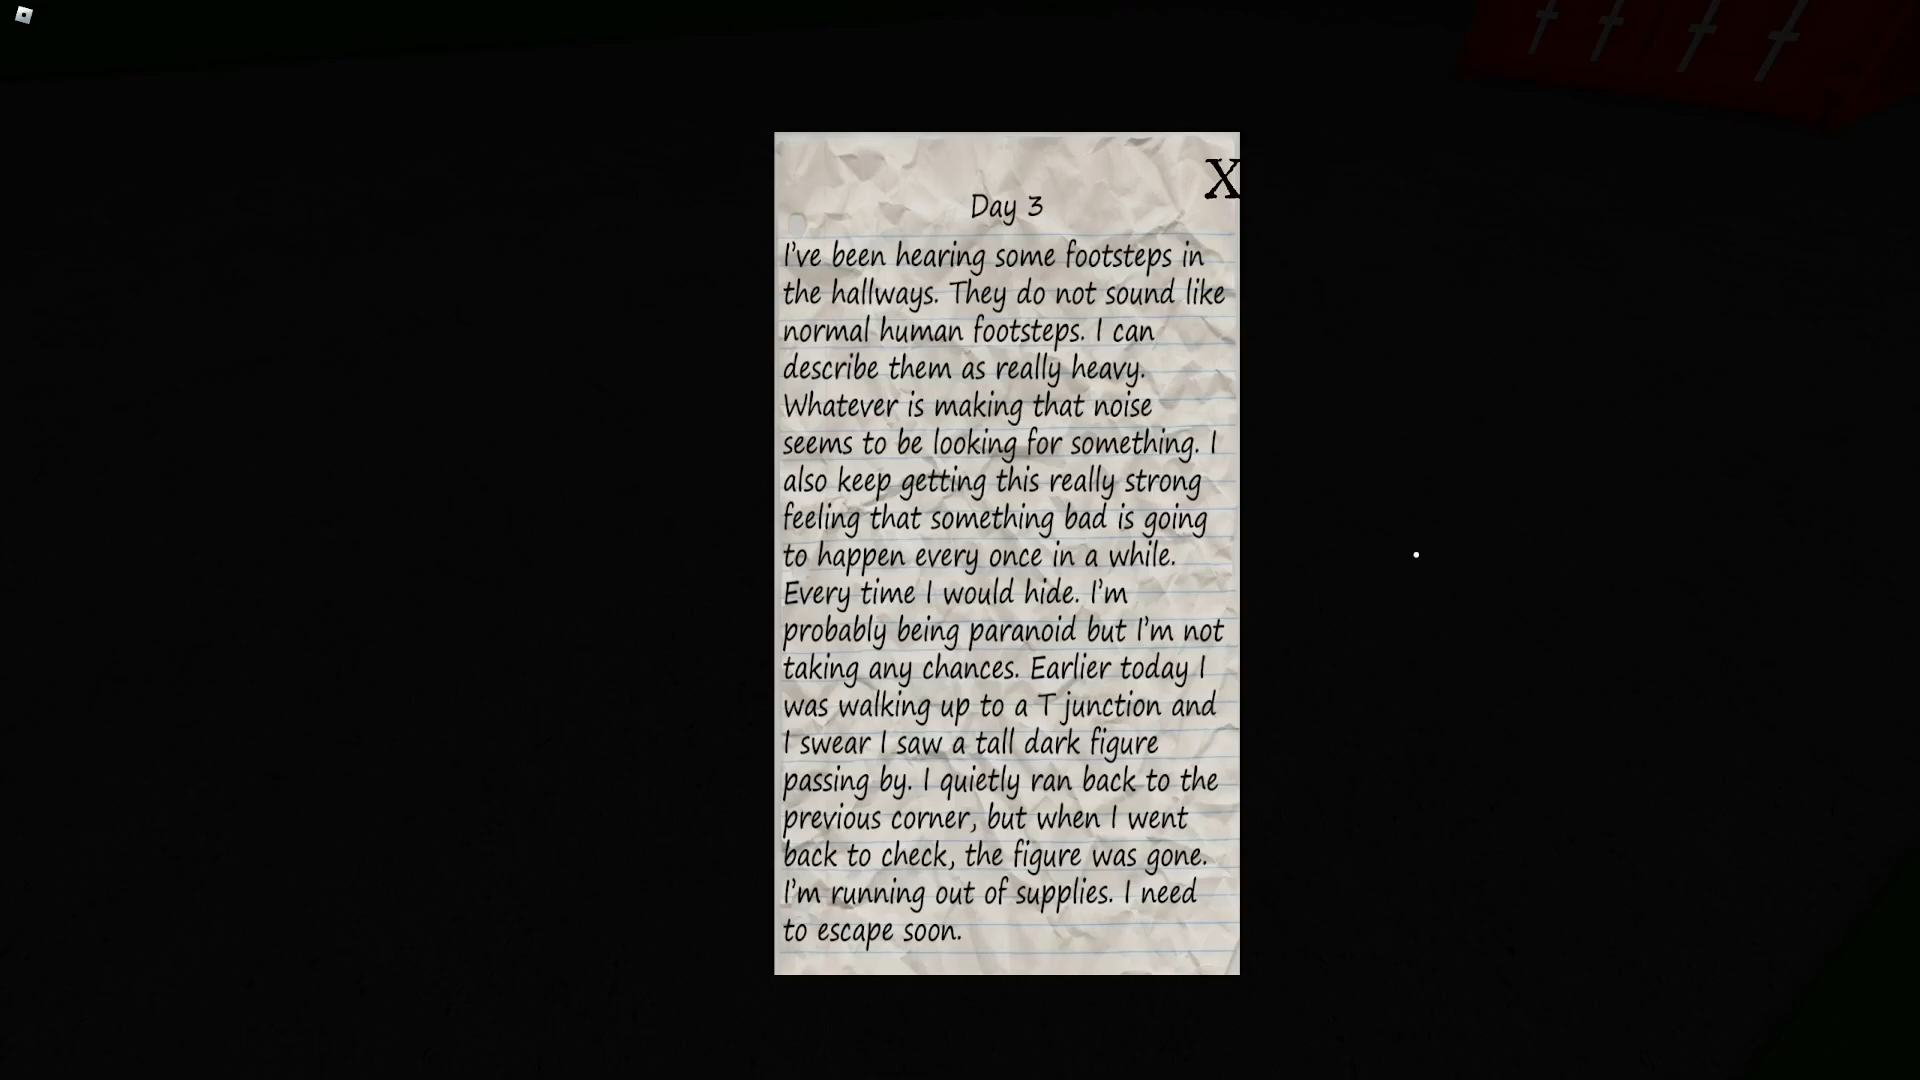 X
Day 3
I've been hearing some footsteps in
the hallways. They do not sound like
normal human footsteps. I can
describe them as really heavy.
Whatever is making that noise
seems to be looking for something. I
also keep getting this really strong
feeling that something bad is going
to happen every once in a while.
Every time I would hide. I'm
probably being paranoid but I'm not
taking any chances. Earlier today I
was walking up to a T junction and
I swear I saw a tall dark figure
passing by. I quietly ran back to the
previous corner, but when I went
back to check, the figure was gone.
I'm running out of supplies. I need
to escape soon.